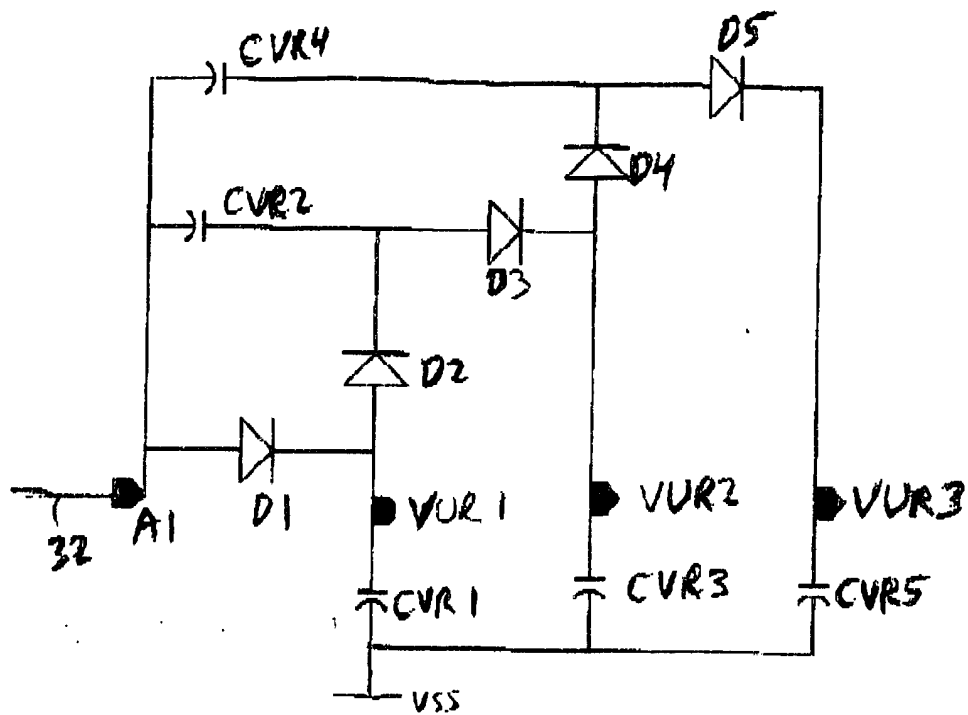 D5
CVR4
D4
CVR2
D3
D2
D1
A1
32
VUR1
VUR2
VUR3
CVR1
CVR3
CVR5
VSS